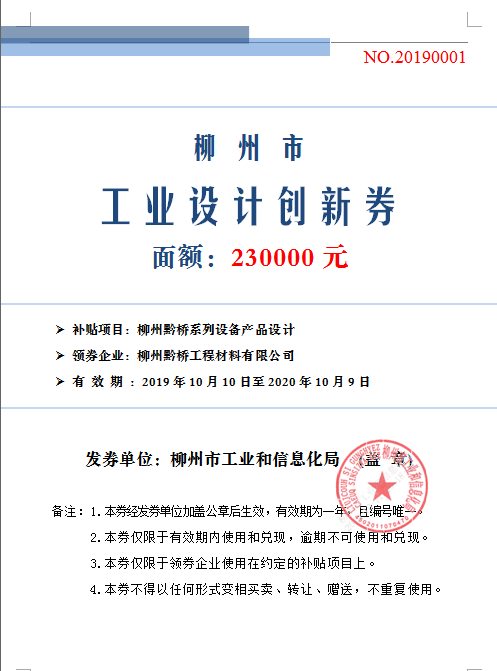 NO.20190001
柳州市
工业设计创新券
面额：230000 元
➢ 补贴项目：柳州黔桥系列设备产品设计
➢ 领券企业：柳州黔桥工程材料有限公司
➢ 有 效 期 ：2019 年 10 月 10 日至 2020 年 10 月 9 日
发券单位：柳州市工业和信息化局 （盖 章）
备注：1.本券经发券单位加盖公章后生效，有效期为一年，且编号唯一。
2.本券仅限于有效期内使用和兑现，逾期不可使用和兑现。
3.本券仅限于领券企业使用在约定的补贴项目上。
4.本券不得以任何形式变相买卖、转让、赠送，不重复使用。